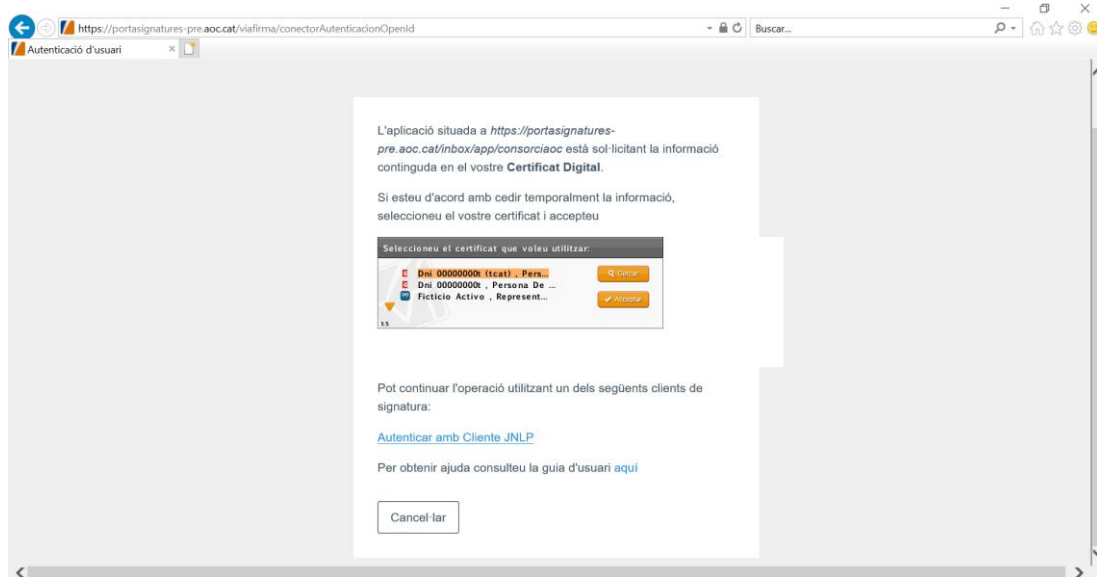 https://portasignatures-pre.aoc.cat/viafirma/conectorAutenticacionOpenId
Buscar...
Autenticació d'usuari
L'aplicació situada a https://portasignatures-
pre.aoc.cat/inbox/app/consorciaoc està sol·licitant la informació
continguda en el vostre Certificat Digital.
Si esteu d'acord amb cedir temporalment la informació,
seleccioneu el vostre certificat i accepteu
Seleccioneu el certificat que voleu utilitzar:
Dni 00000000t (tcat) , Pers...
Cercar
Dni 00000000t , Persona De ...
Ficticio Activo , Represent...
Acceptar
3.5
Pot continuar l'operació utilitzant un dels següents clients de
signatura:
Autenticar amb Cliente JNLP
Per obtenir ajuda consulteu la guia d'usuari aquí
Cancel·lar